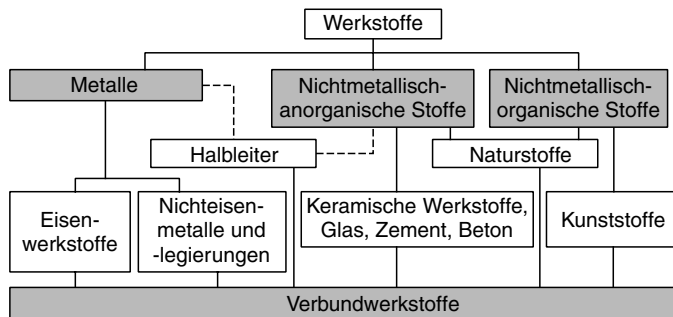 Werkstoffe
Metalle
Nichtmetallisch-
anorganische Stoffe
Nichtmetallisch-
organische Stoffe
Halbleiter
Naturstoffe
Eisen-
werkstoffe
Nichteisen-
metalle und
-legierungen
Keramische Werkstoffe,
Glas, Zement, Beton
Kunststoffe
Verbundwerkstoffe